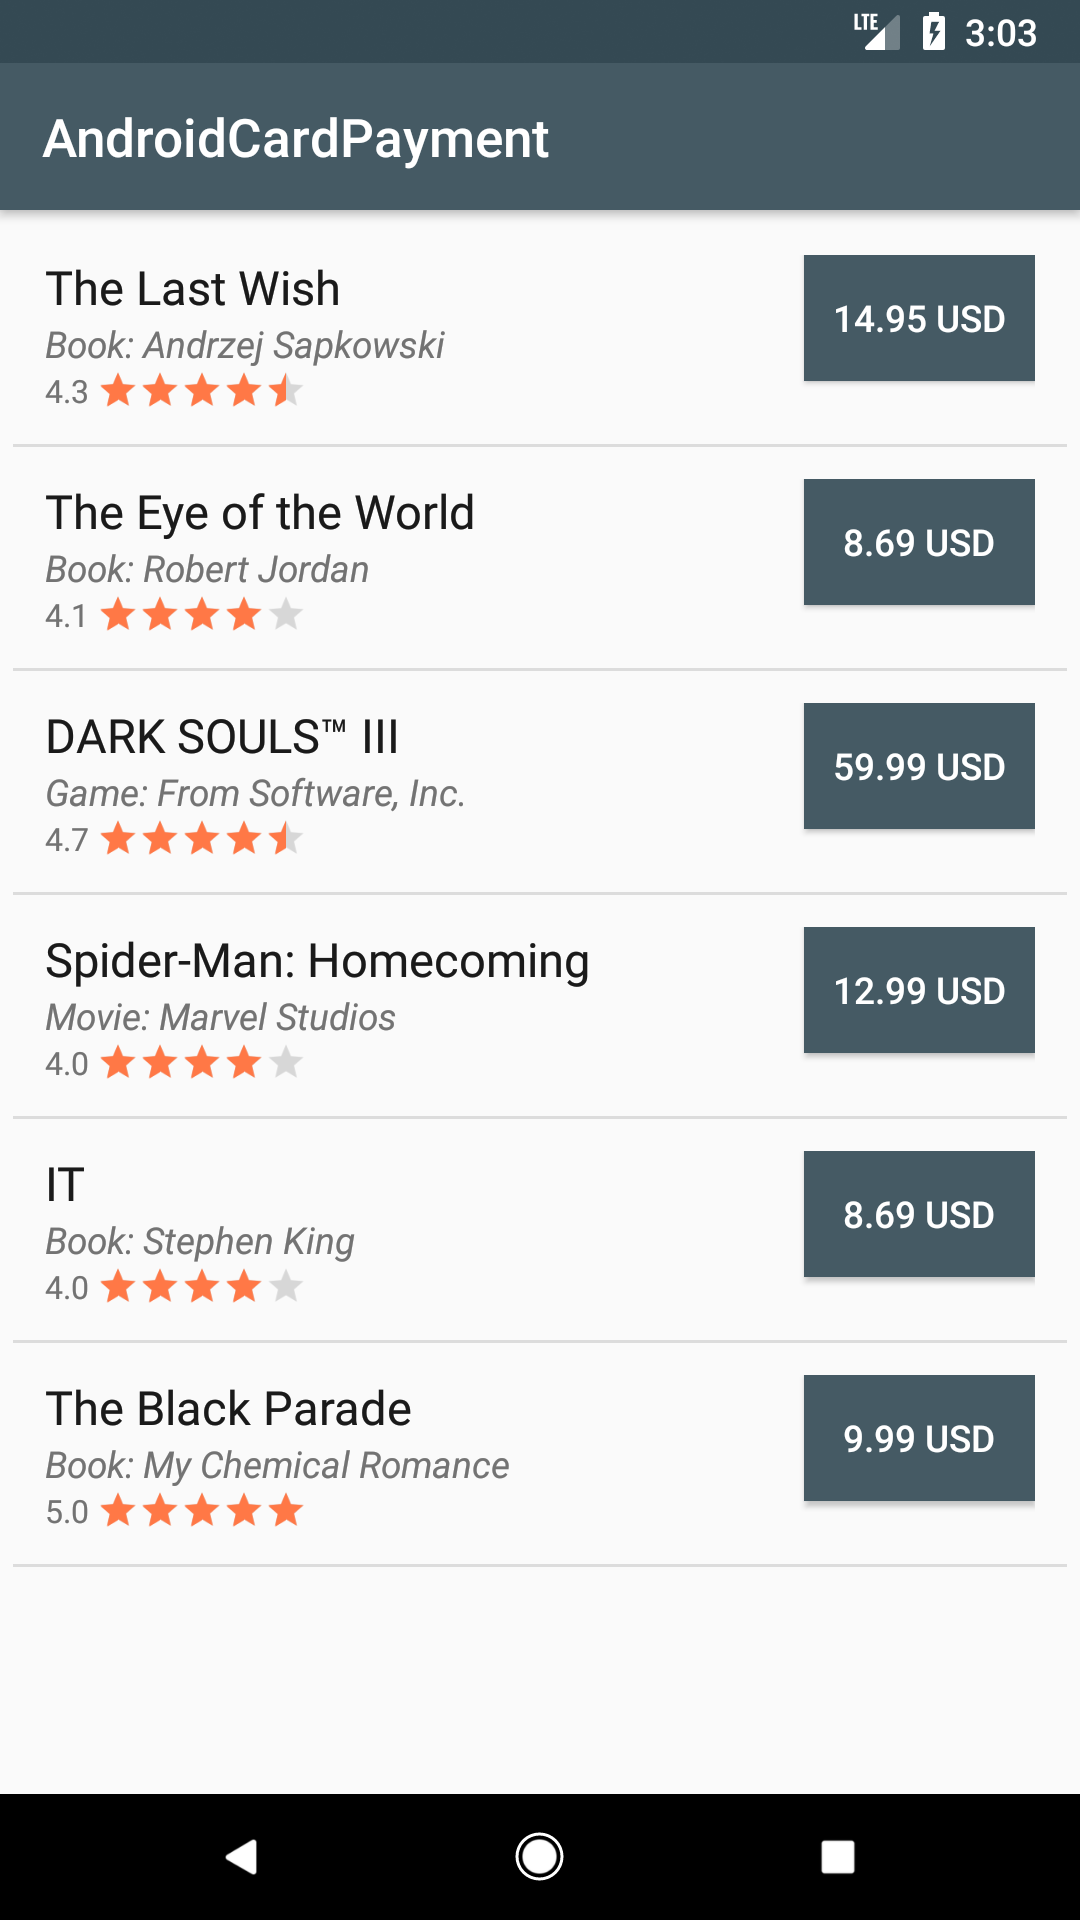 LTE 3:03
AndroidCardPayment
The Last Wish
Book: Andrzej Sapkowski
4.3
14.95 USD
The Eye of the World
Book: Robert Jordan
4.1
8.69 USD
DARK SOULS™ III
Game: From Software, Inc.
4.7
59.99 USD
Spider-Man: Homecoming
Movie: Marvel Studios
4.0
12.99 USD
IT
Book: Stephen King
4.0
8.69 USD
The Black Parade
Book: My Chemical Romance
5.0
9.99 USD